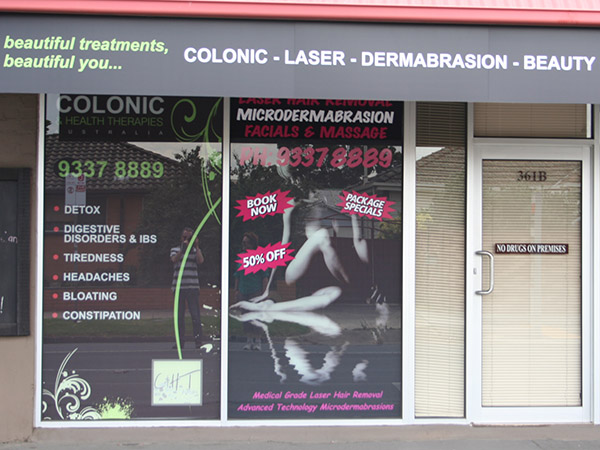 beautiful treatments,
beautiful you...
COLONIC - LASER - DERMABRASION - BEAUTY
COLONIC
& HEALTH THERAPIES
AUSTRALIA
9337 8889
DETOX
DIGESTIVE
DISORDERS & IBS
TIREDNESS
HEADACHES
BLOATING
CONSTIPATION
LASER HAIR REMOVAL
MICRODERMABRASION
FACIALS & MASSAGE
PH 9337 8889
BOOK
NOW
PACKAGE
SPECIALS
50% OFF
Medical Grade Laser Hair Removal
Advanced Technology Microdermabrasions
361B
NO DRUGS ON PREMISES